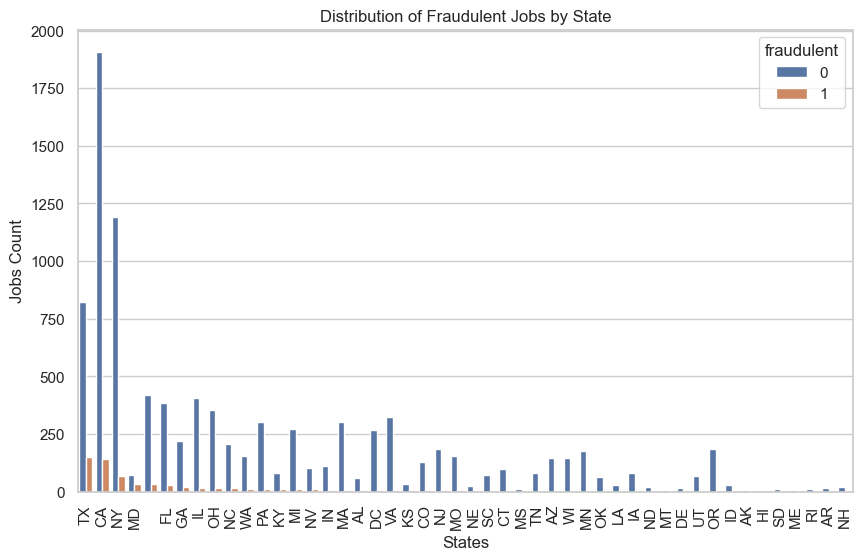 Distribution of Fraudulent Jobs by State
fraudulent
0
1
2000
1750
1500
1250
1000
750
500
250
0
Jobs Count
TX CA NY MD FL GA IL OH NC WA PA KY MI NV IN MA AL DC VA KS CO NJ MO NE SC CT MS TN AZ WI MN OK LA IA ND MT DE UT OR ID AK HI SD ME RI AR NH
States